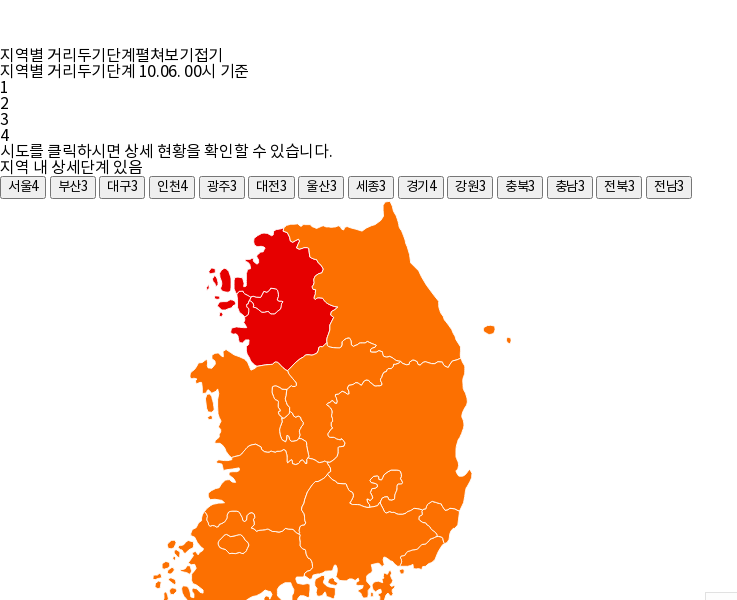 지역별 거리두기단계펼쳐보기접기
지역별 거리두기단계 10.06. 00시 기준
1
2
3
4
시도를 클릭하시면 상세 현황을 확인할 수 있습니다.
지역 내 상세단계 있음
서울4 부산3 대구3 인천4 광주3 대전3 울산3 세종3 경기4 강원3 충북3 충남3 전북3 전남3